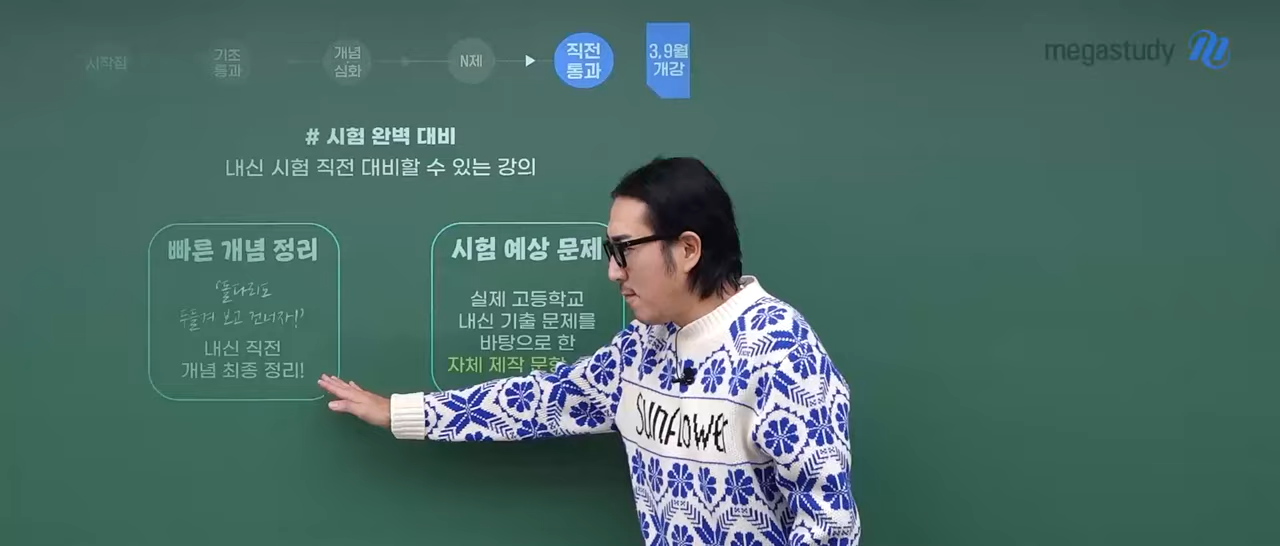 시작점
기초
통과
개념
심화
N제
직전
통과
3, 9월
개강
megastudy
# 시험 완벽 대비
내신 시험 직전 대비할 수 있는 강의
빠른 개념 정리
'돌다리도
두들겨 보고 건너자!'
내신 직전
개념 최종 정리!
시험 예상 문제
실제 고등학교
내신 기출 문제를
바탕으로 한
자체 제작 문항
Sunflower